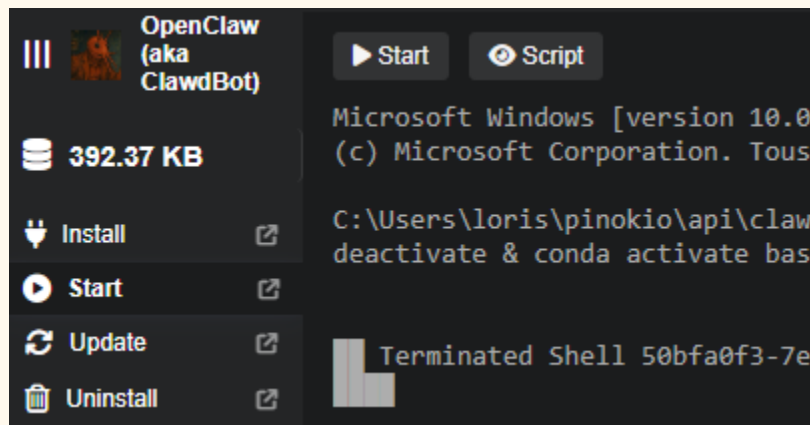 OpenClaw
(aka
ClawdBot)
392.37 KB
Install
Start
Update
Uninstall
Start Script
Microsoft Windows [version 10.0
(c) Microsoft Corporation. Tous
C:\Users\loris\pinokio\api\claw
deactivate & conda activate bas
Terminated Shell 50bfa0f3-7e